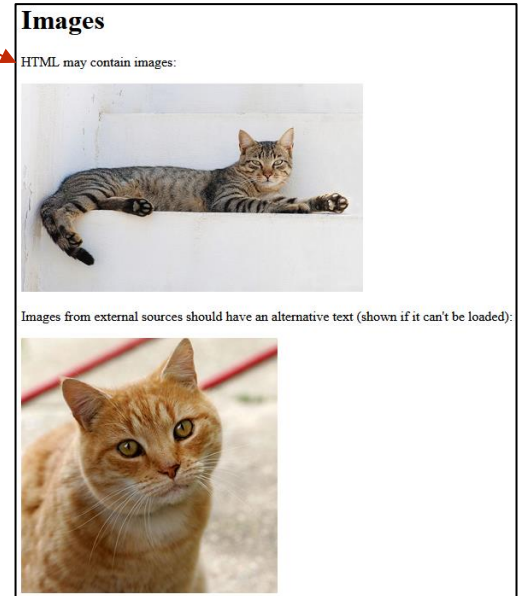 Images
HTML may contain images:
Images from external sources should have an alternative text (shown if it can't be loaded):